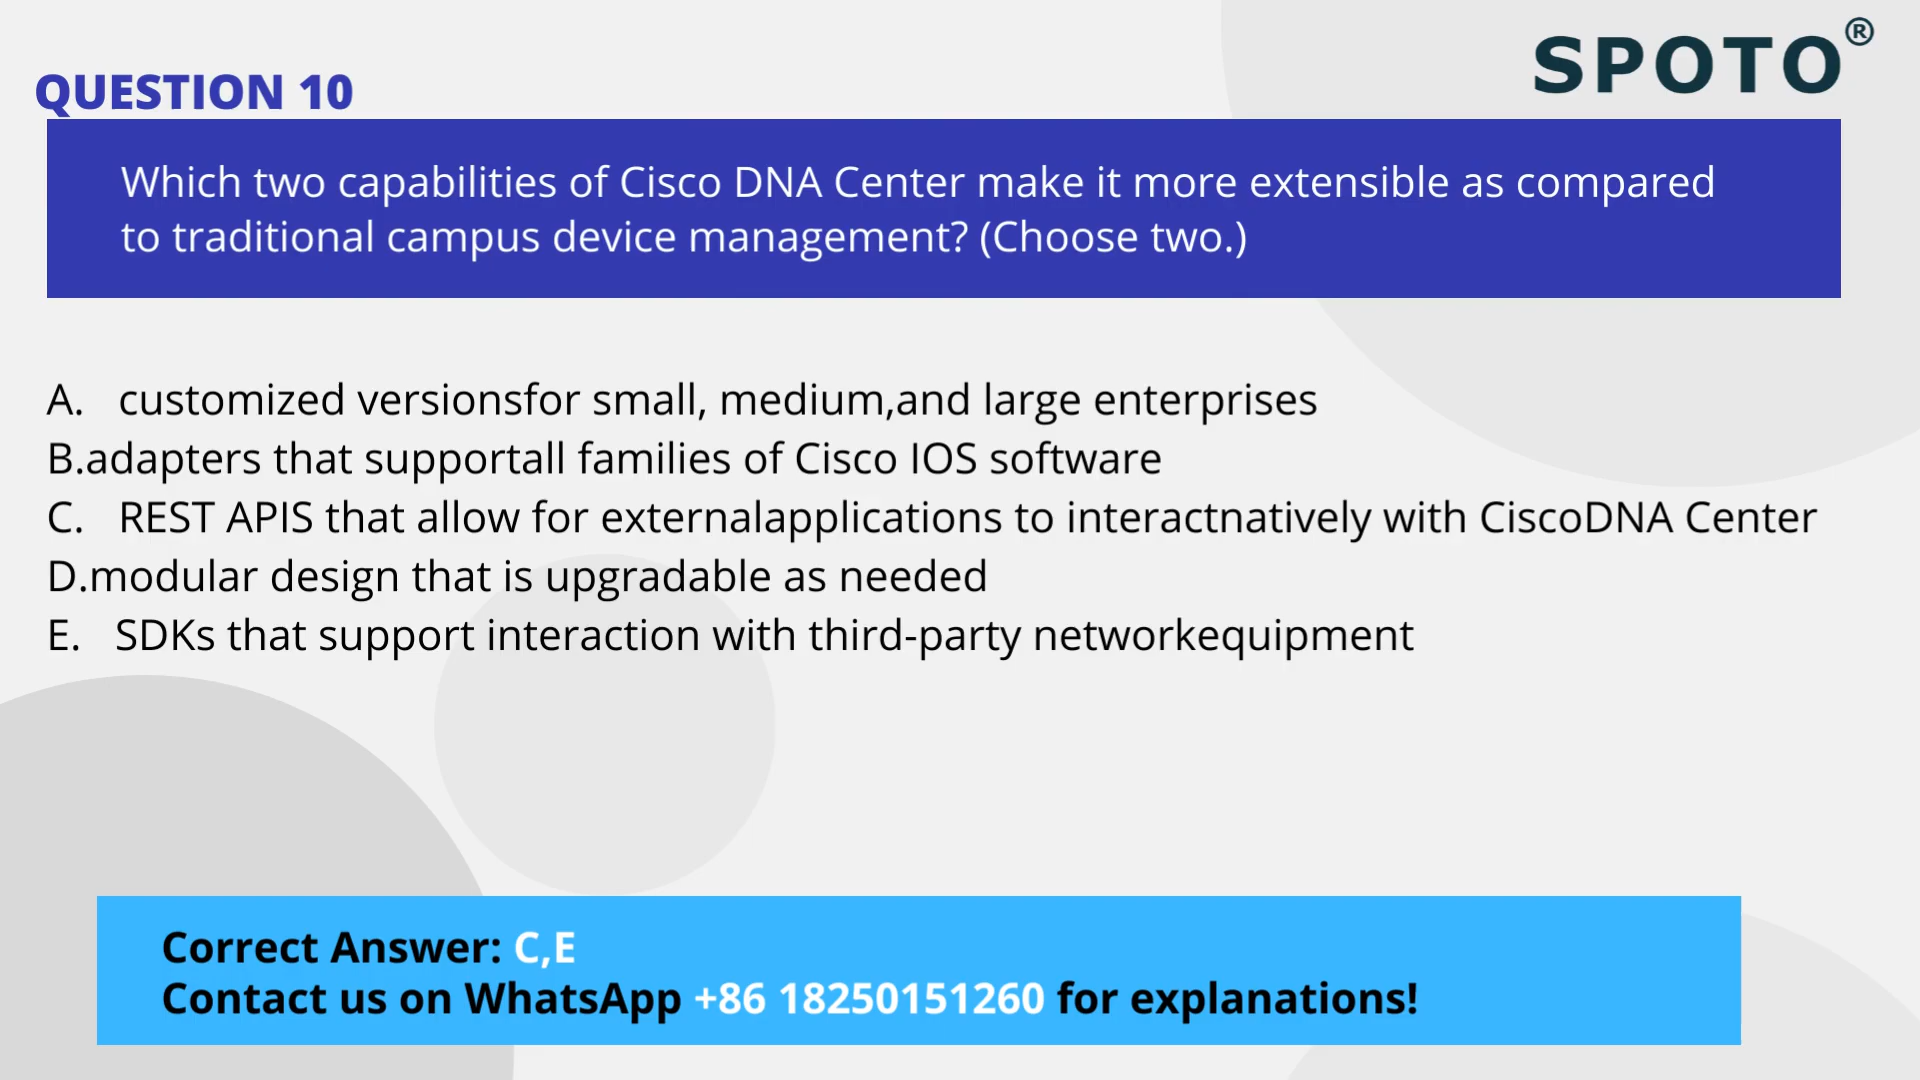 SPOTO®
QUESTION 10
Which two capabilities of Cisco DNA Center make it more extensible as compared
to traditional campus device management? (Choose two.)
A. customized versionsfor small, medium,and large enterprises
B.adapters that supportall families of Cisco IOS software
C. REST APIS that allow for externalapplications to interactnatively with CiscoDNA Center
D.modular design that is upgradable as needed
E. SDKs that support interaction with third-party networkequipment
Correct Answer: C,E
Contact us on WhatsApp +86 18250151260 for explanations!